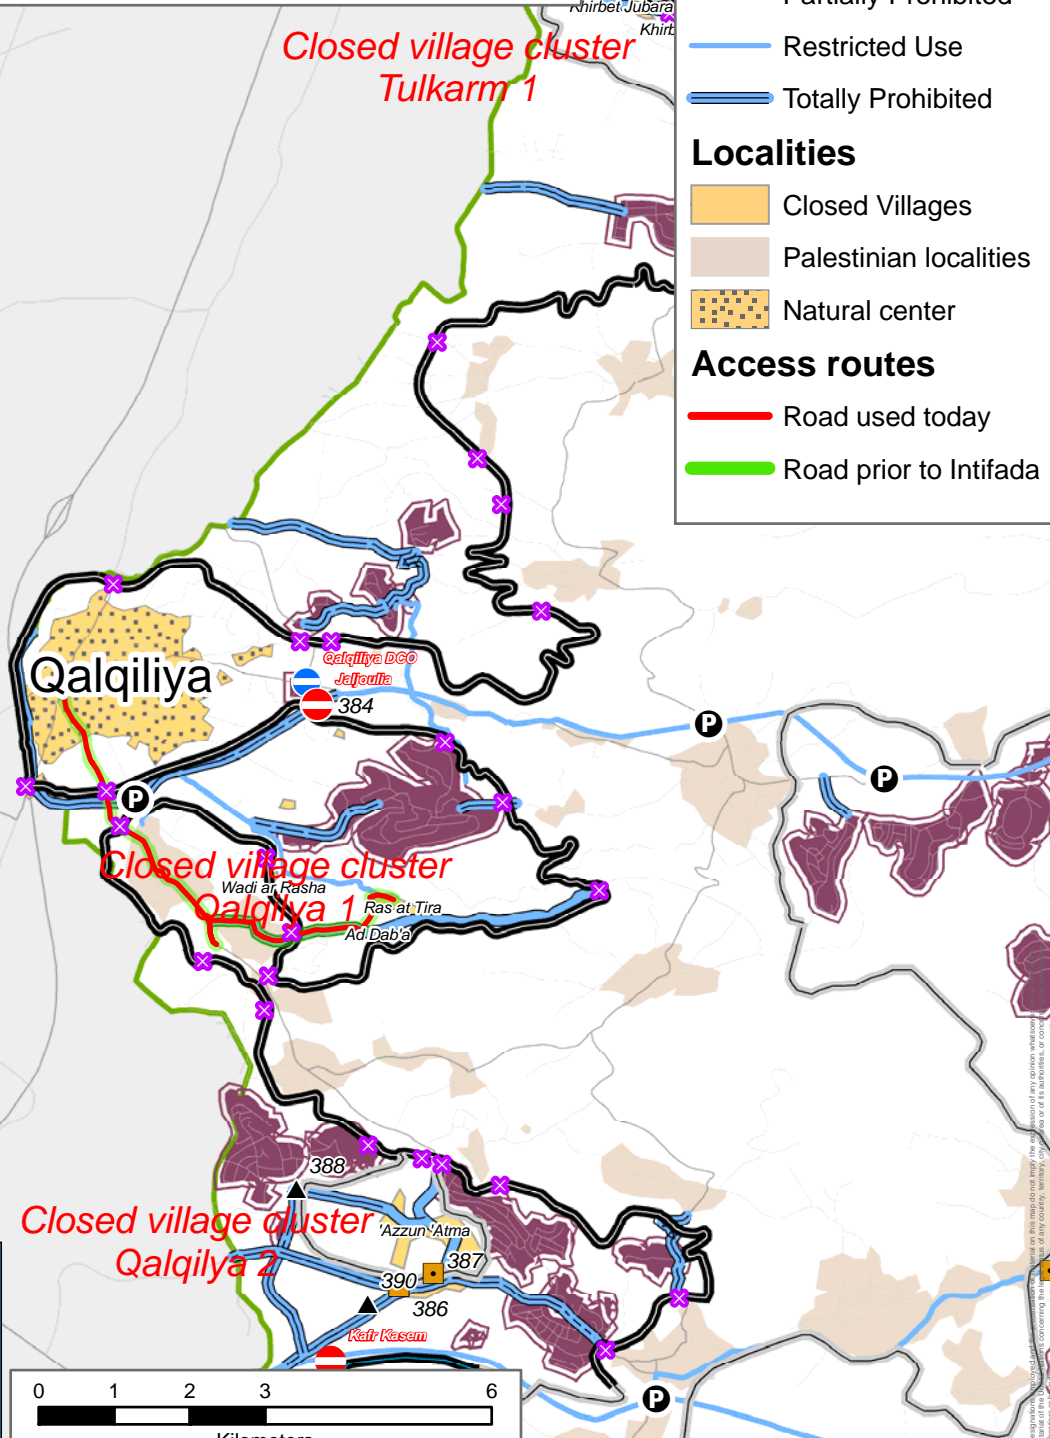 Khirbet Jubara
Khirb
Closed village cluster
Tulkarm 1
Partially Prohibited
Restricted Use
Totally Prohibited
Localities
Closed Villages
Palestinian localities
Natural center
Access routes
Road used today
Road prior to Intifada
Qalqiliya
Qalqiliya DCO
Jaljoulia
384
P
P
P
Closed village cluster
Qalqilya 1
Wadi ar Rasha
Ras at Tira
Ad Dab'a
388
Closed village cluster
Qalqilya 2
'Azzun 'Atma
387
390
386
Kafr Kasem
P
0 1 2 3 6
Kilometers